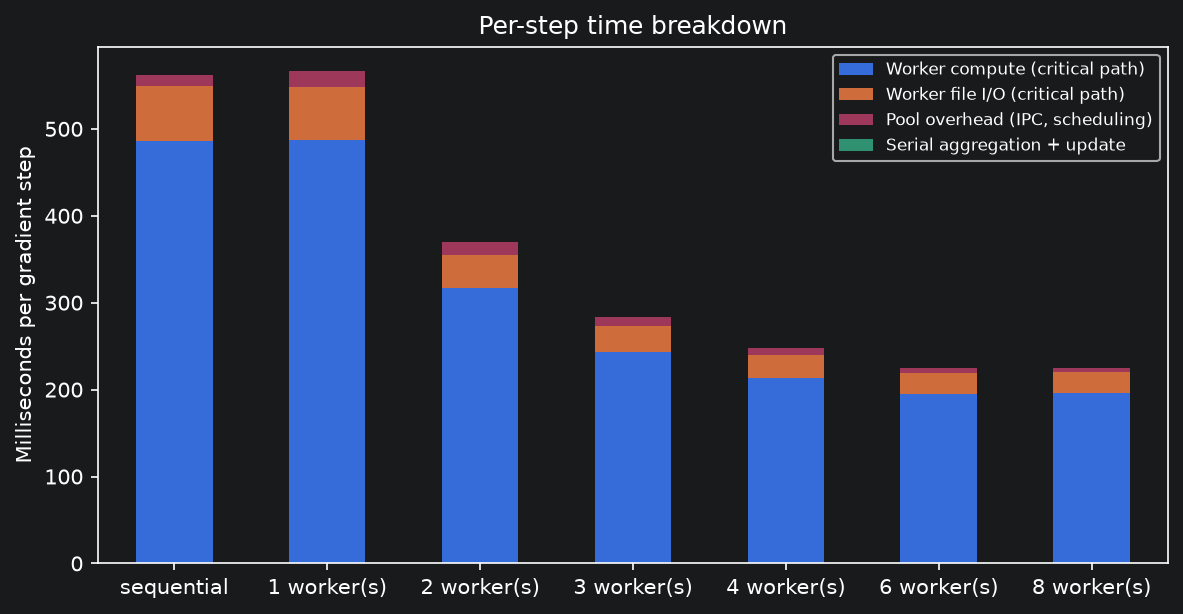 Per-step time breakdown
Worker compute (critical path)
Worker file I/O (critical path)
Pool overhead (IPC, scheduling)
Serial aggregation + update
Milliseconds per gradient step
500
400
300
200
100
0
sequential 1 worker(s) 2 worker(s) 3 worker(s) 4 worker(s) 6 worker(s) 8 worker(s)